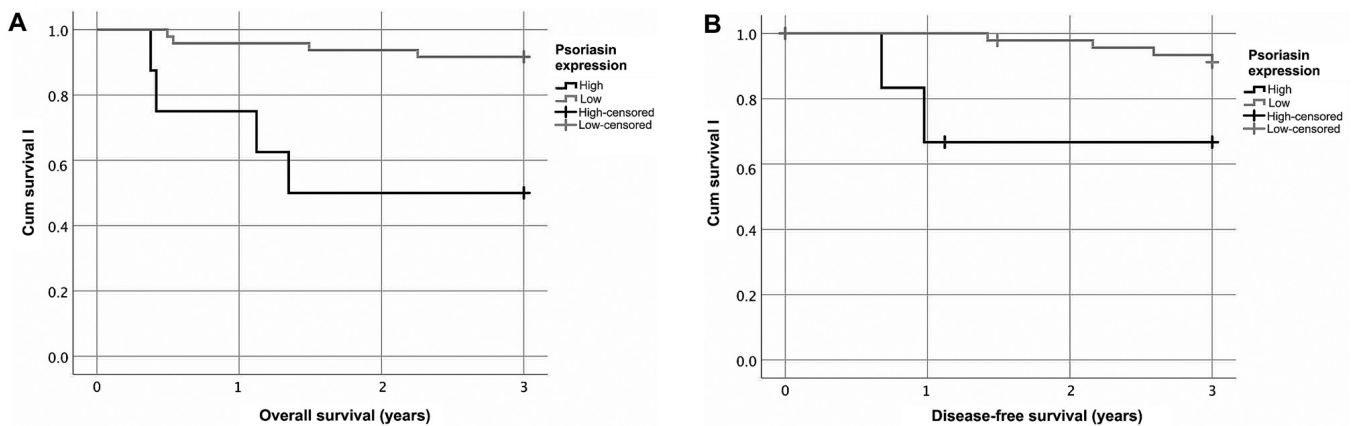 A
Cum survival I
1.0
0.8
0.6
0.4
0.2
0.0
0
1
2
3
Overall survival (years)
Psoriasin
expression
High
Low
High-censored
Low-censored
B
Cum survival I
1.0
0.8
0.6
0.4
0.2
0.0
0
1
2
3
Disease-free survival (years)
Psoriasin
expression
High
Low
High-censored
Low-censored